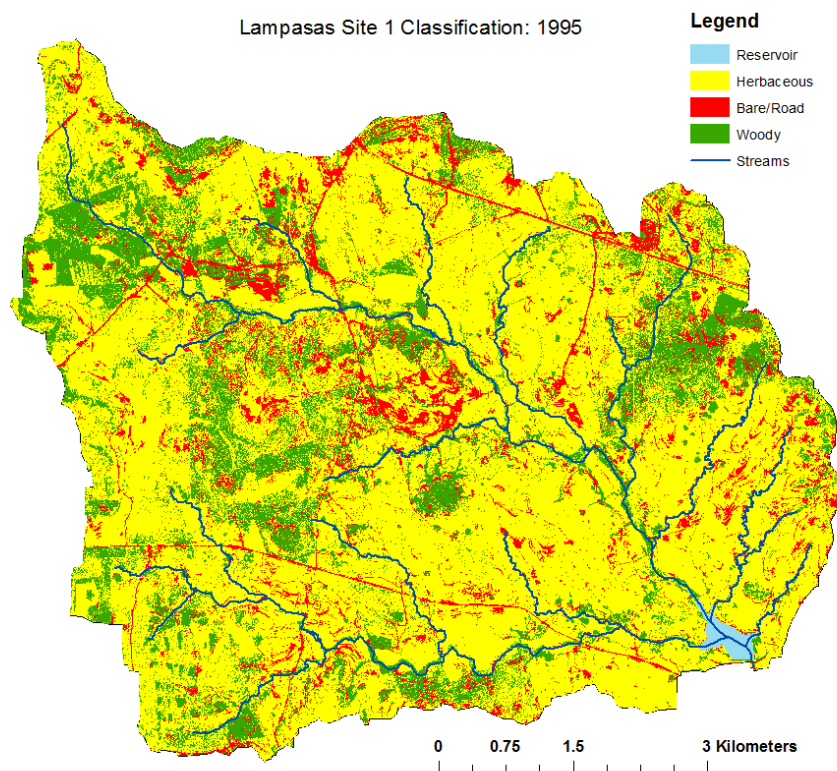 Lampasas Site 1 Classification: 1995
Legend
Reservoir
Herbaceous
Bare/Road
Woody
Streams
0 0.75 1.5 3 Kilometers